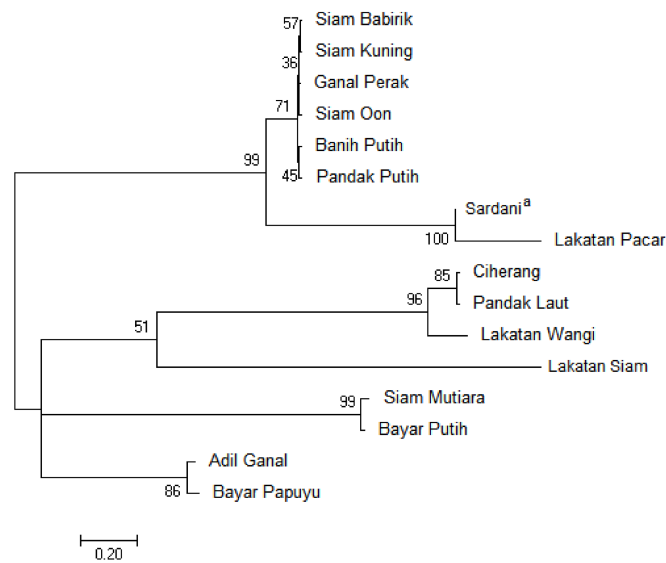 Siam Babirik
57
Siam Kuning
36
Ganal Perak
71
Siam Oon
Banih Putih
99
45
Pandak Putih
Sardani a
100
Lakatan Pacar
Ciherang
85
96
Pandak Laut
51
Lakatan Wangi
Lakatan Siam
99
Siam Mutiara
Bayar Putih
Adil Ganal
86
Bayar Papuyu
0.20